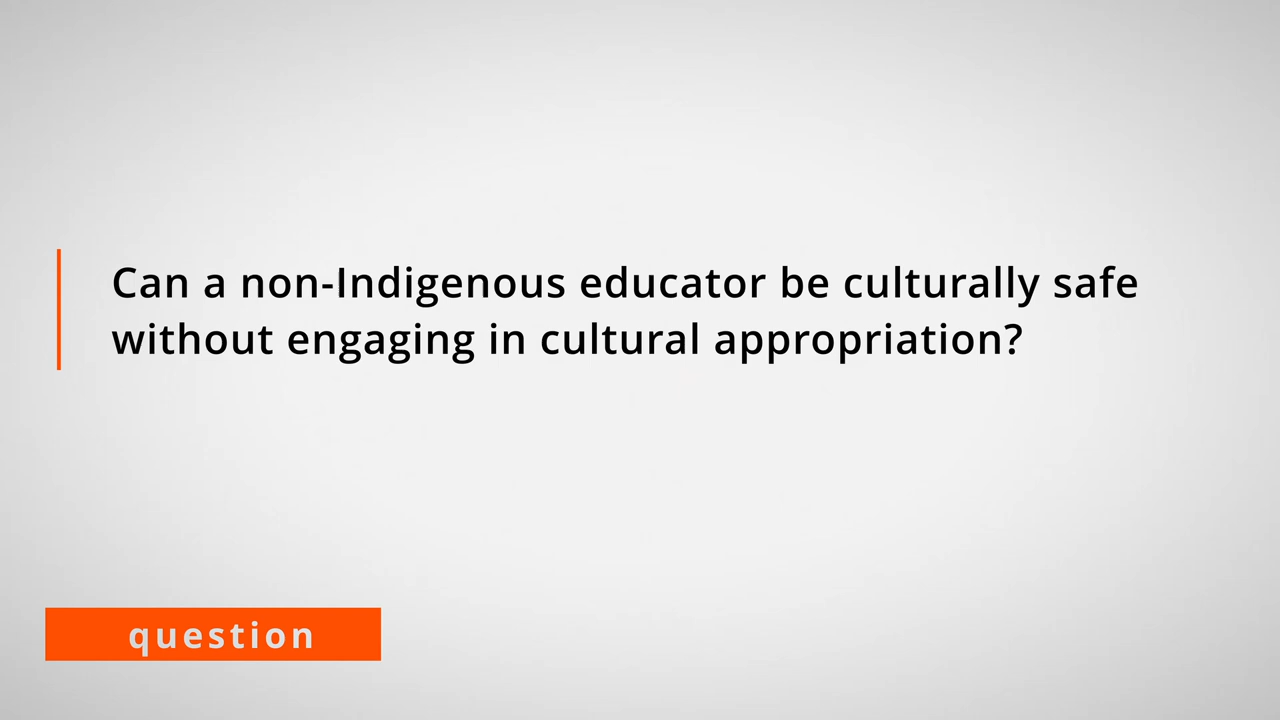 Can a non-Indigenous educator be culturally safe
without engaging in cultural appropriation?
question